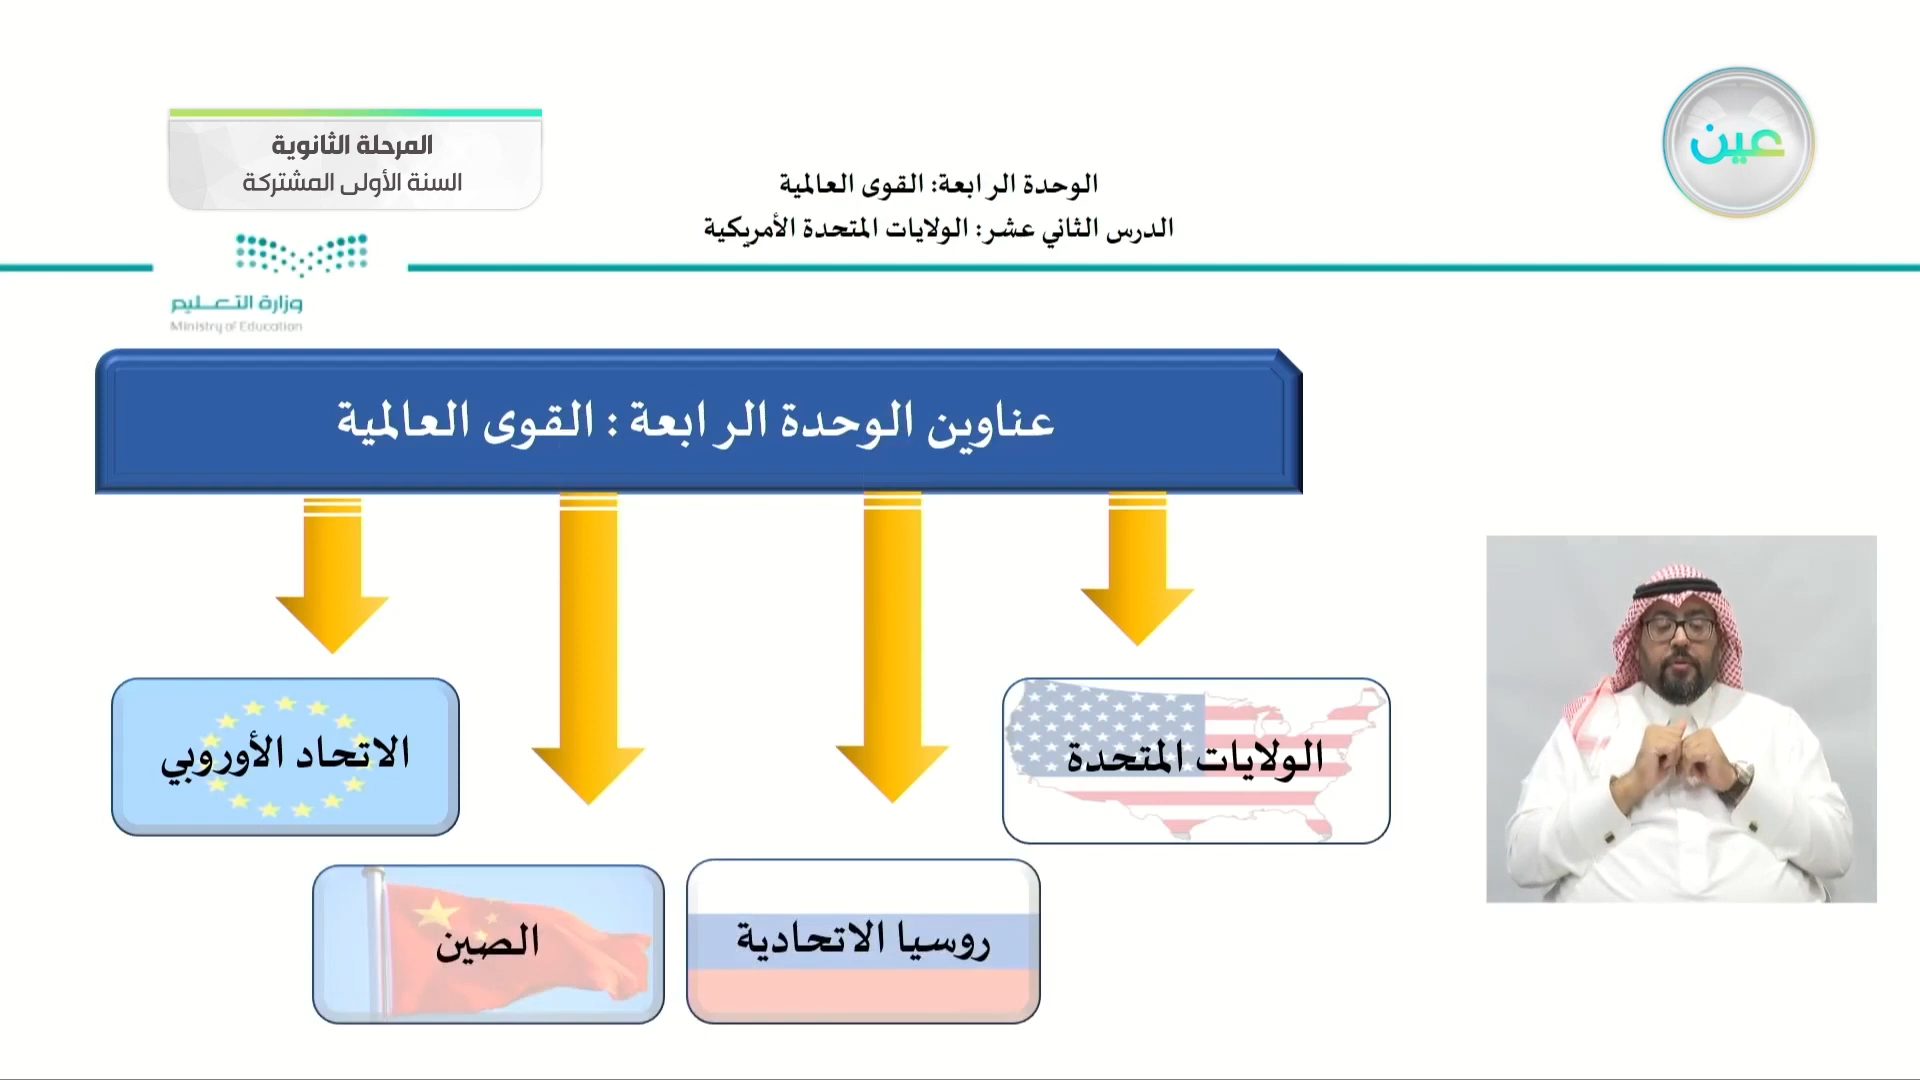 عين
المرحلة الثانوية
السنة الأولى المشتركة
الوحدة الرابعة: القوى العالمية
الدرس الثاني عشر: الولايات المتحدة الأمريكية
وزارة التعليم
Ministry of Education
عناوين الوحدة الرابعة : القوى العالمية
الولايات المتحدة
روسيا الاتحادية
الصين
الاتحاد الأوروبي